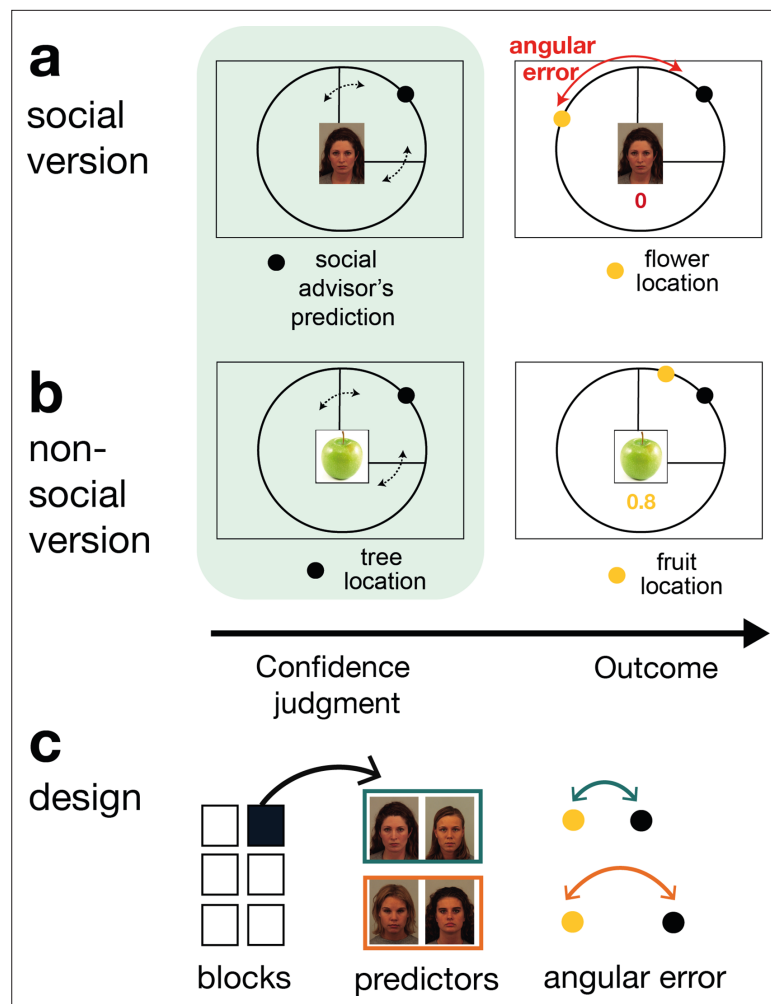 a
social
version
angular
error
0
social
advisor's
prediction
flower
location
b
non-
social
version
0.8
tree
location
fruit
location
Confidence
judgment
Outcome
c
design
blocks
predictors
angular error